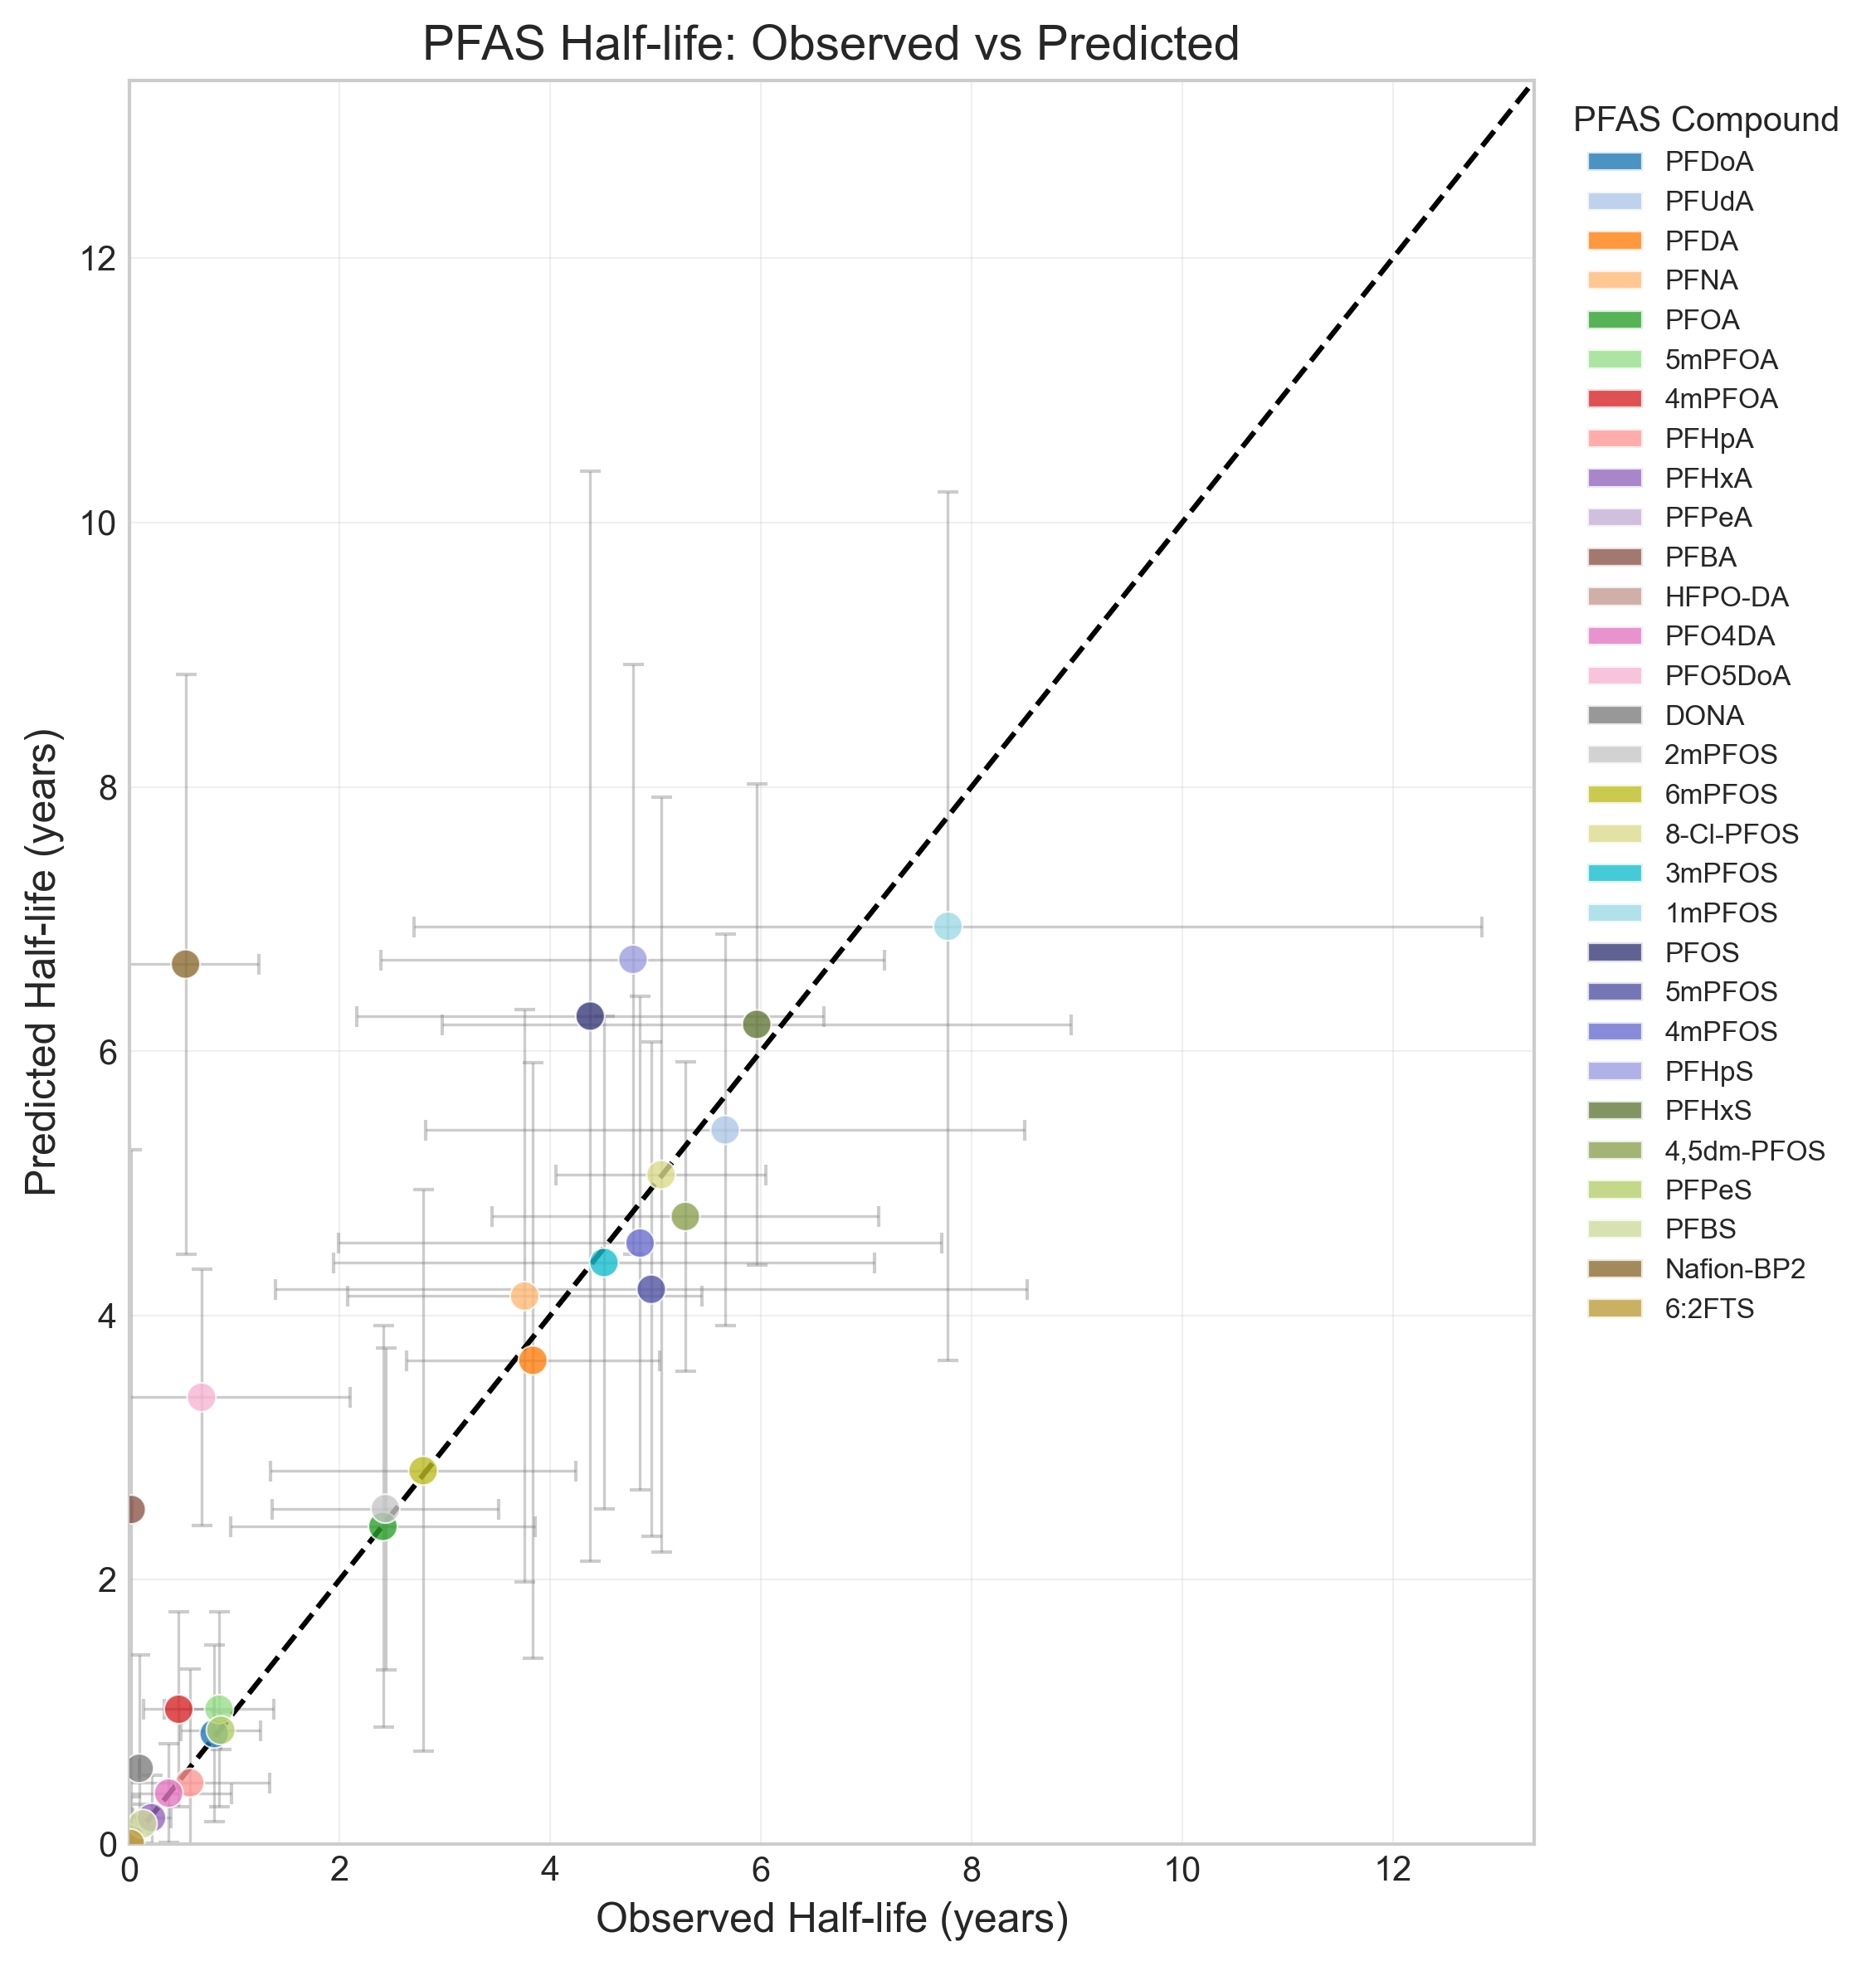 PFAS Half-life: Observed vs Predicted
PFAS Compound
PFDoA
PFUdA
PFDA
PFNA
PFOA
5mPFOA
4mPFOA
PFHpA
PFHxA
PFPeA
PFBA
HFPO-DA
PFO4DA
PFO5DoA
DONA
2mPFOS
6mPFOS
8-Cl-PFOS
3mPFOS
1mPFOS
PFOS
5mPFOS
4mPFOS
PFHpS
PFHxS
4,5dm-PFOS
PFPeS
PFBS
Nafion-BP2
6:2FTS
Predicted Half-life (years)
12
10
8
6
4
2
0
0 2 4 6 8 10 12
Observed Half-life (years)